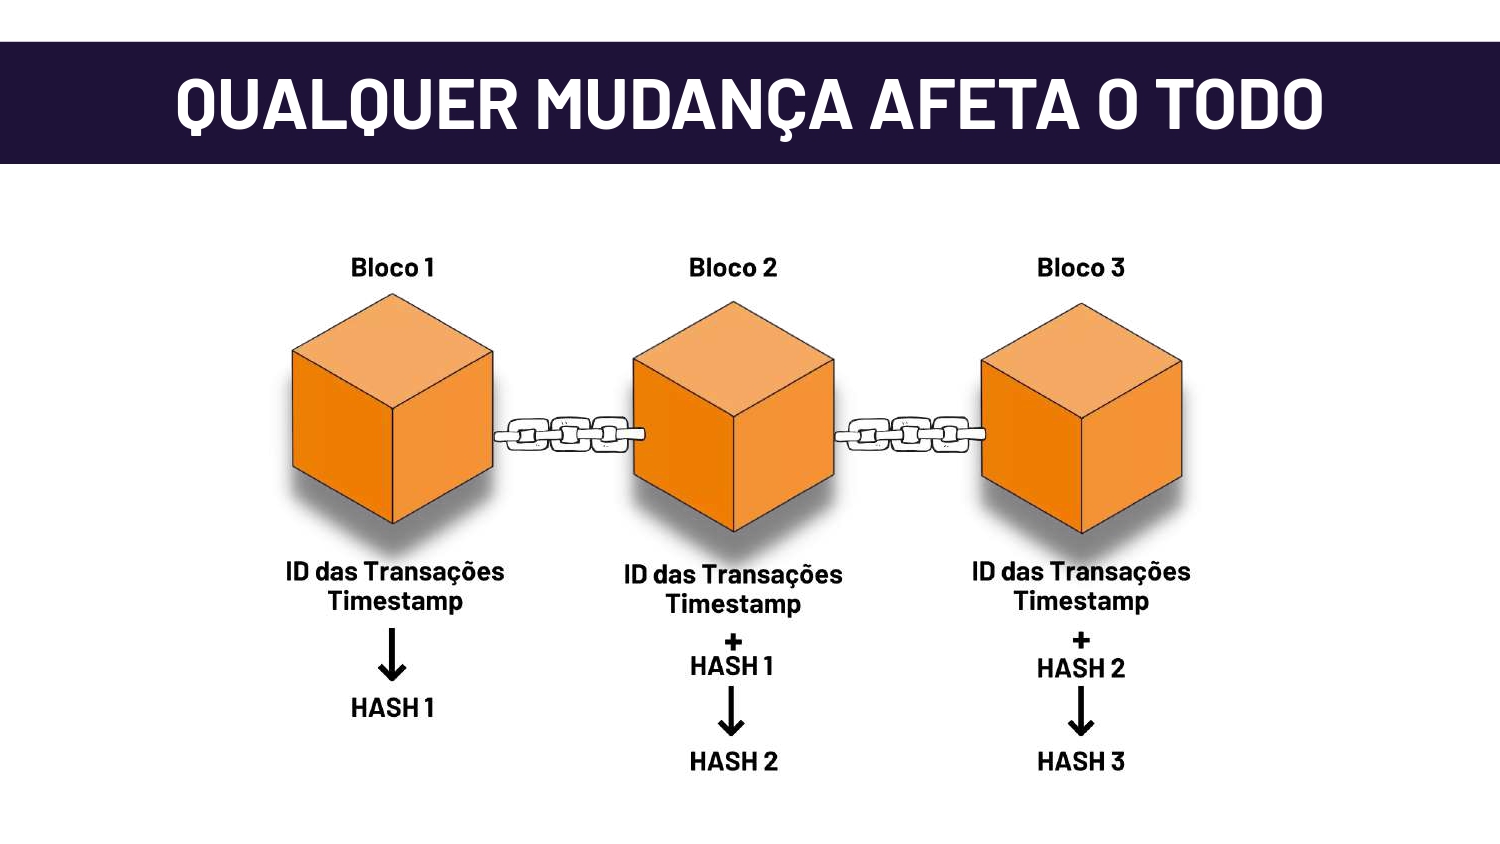 QUALQUER MUDANÇA AFETA O TODO
Bloco 1
Bloco 2
Bloco 3
ID das Transações
Timestamp
HASH 1
ID das Transações
Timestamp
+
HASH 1
HASH 2
ID das Transações
Timestamp
+
HASH 2
HASH 3